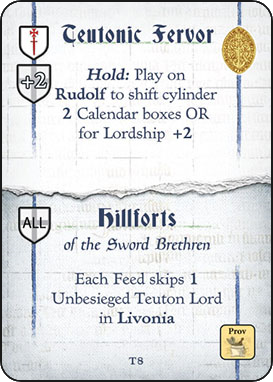 Teutonic Fervor
+2
Hold: Play on
Rudolf to shift cylinder
2 Calendar boxes OR
for Lordship +2
ALL
Hillforts
of the Sword Brethren
Each Feed skips 1
Unbesieged Teuton Lord
in Livonia
Prov
T8